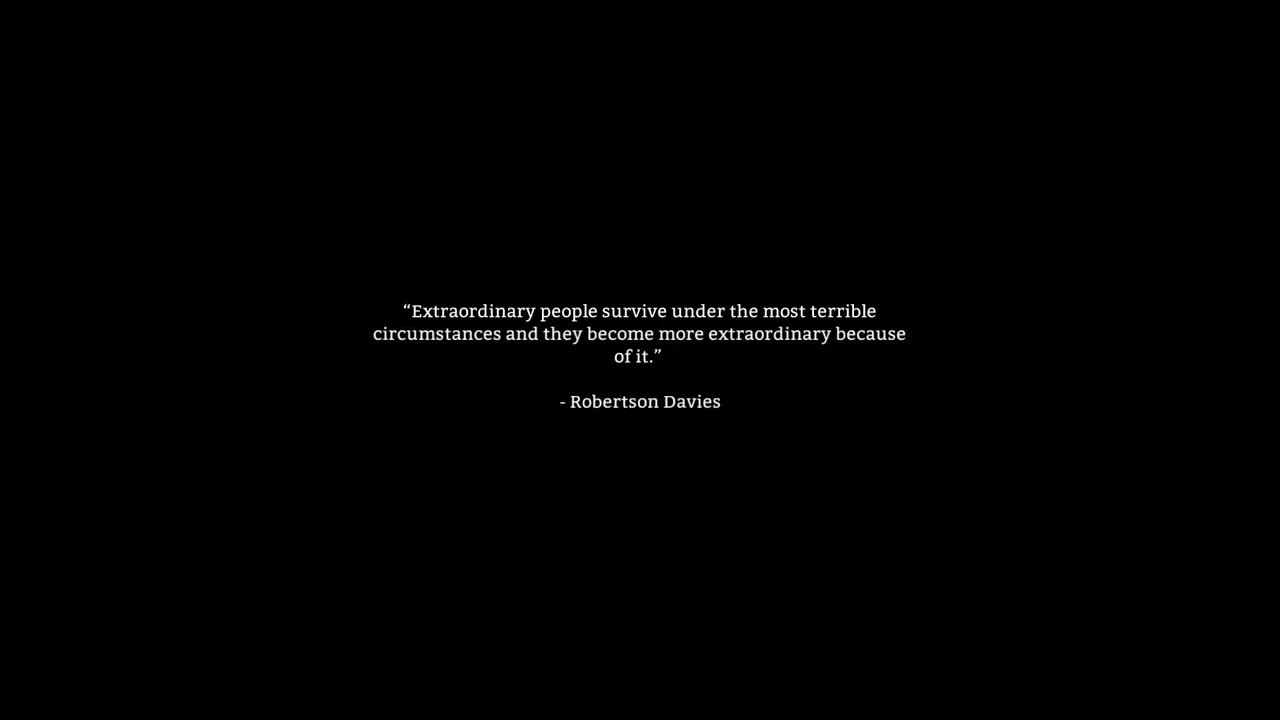 “Extraordinary people survive under the most terrible
circumstances and they become more extraordinary because
of it.”
- Robertson Davies